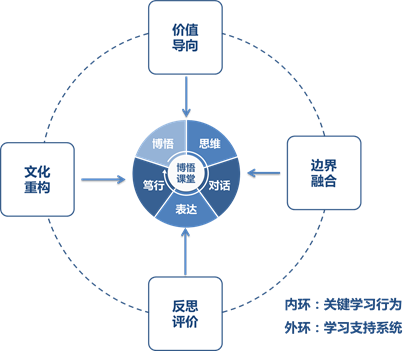 价值
导向
博悟
思维
文化
重构
博悟
课堂
边界
融合
笃行
对话
表达
反思
评价
内环：关键学习行为
外环：学习支持系统